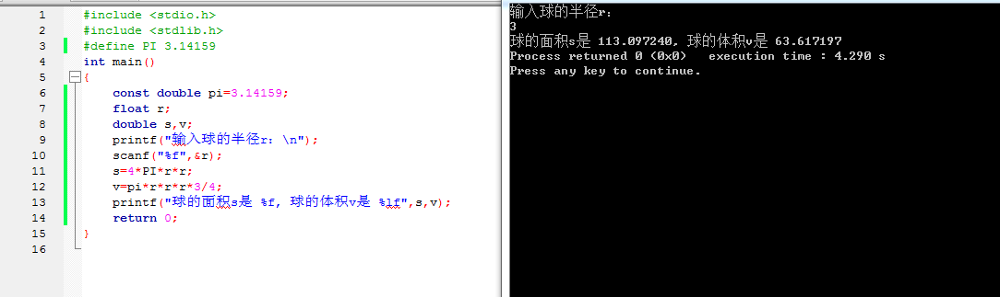 1 #include <stdio.h>
2 #include <stdlib.h>
3 #define PI 3.14159
4 int main()
5 {
6 const double pi=3.14159;
7 float r;
8 double s,v;
9 printf("输入球的半径r：\n");
10 scanf("%f",&r);
11 s=4*PI*r*r;
12 v=pi*r*r*r*3/4;
13 printf("球的面积s是 %f, 球的体积v是 %lf",s,v);
14 return 0;
15 }
16
输入球的半径r：
3
球的面积s是 113.097240, 球的体积v是 63.617197
Process returned 0 (0x0)   execution time : 4.290 s
Press any key to continue.